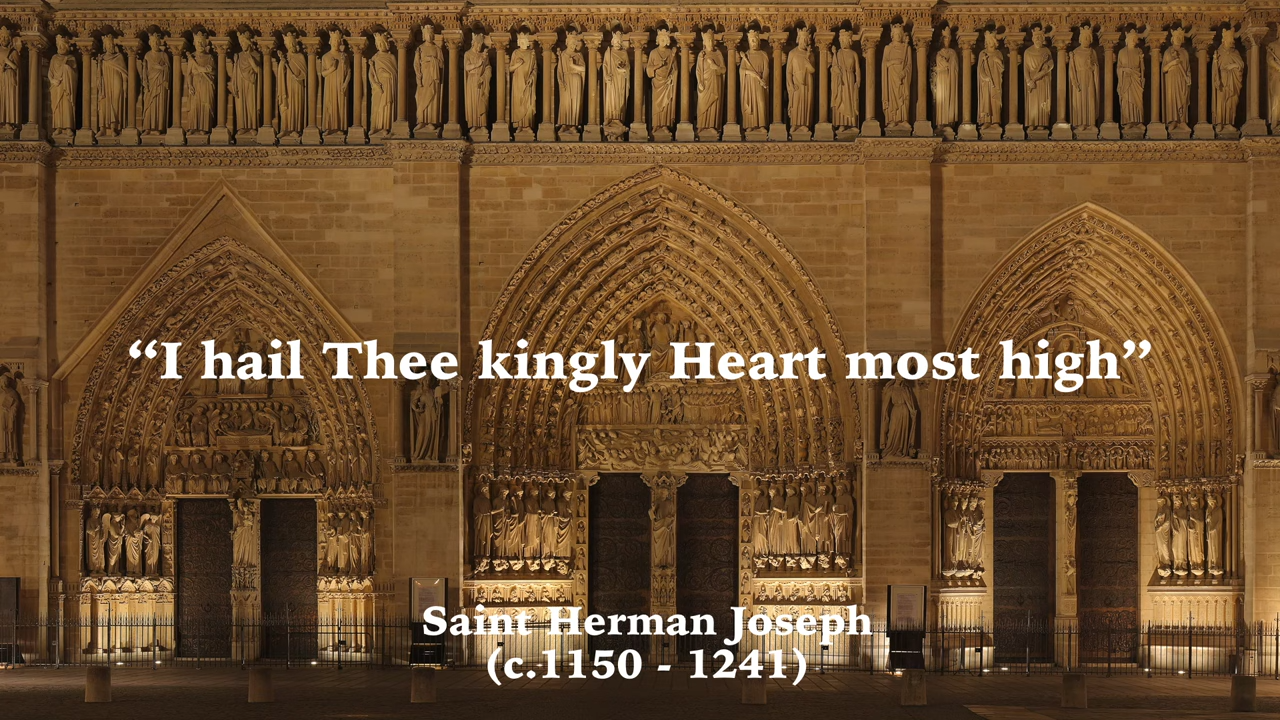 “I hail Thee kingly Heart most high”
Saint Herman Joseph
(c.1150 - 1241)